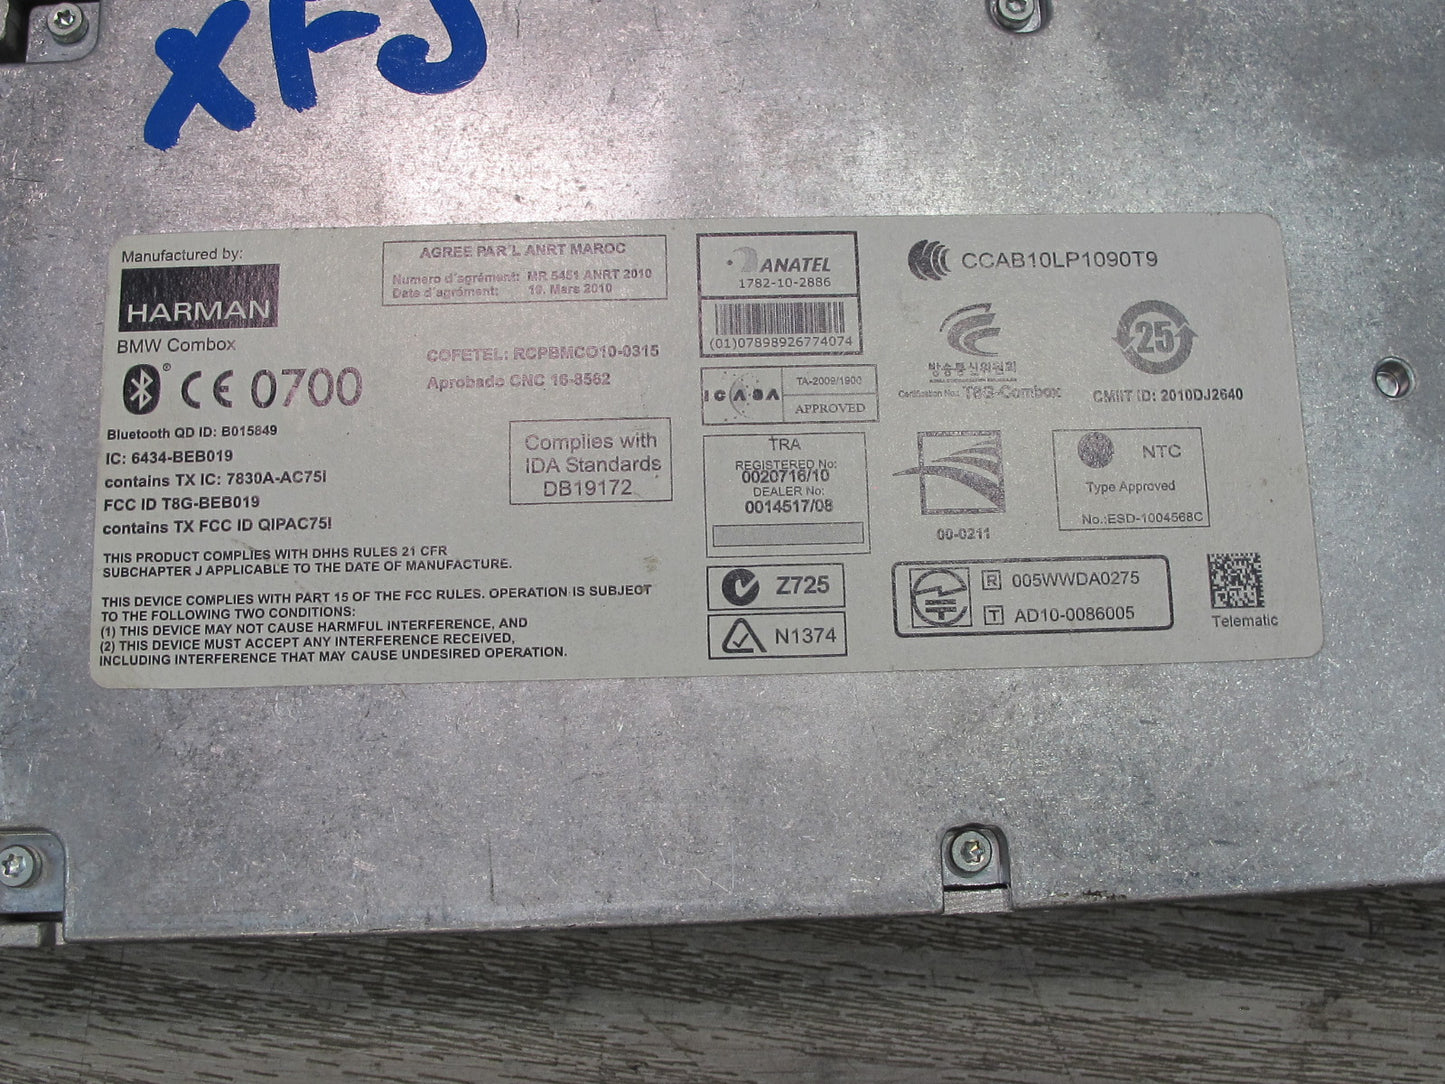 XFJ
Manufactured by:
HARMAN
BMW Combox
® CE 0700
Bluetooth QD ID: B015849
IC: 6434-BEB019
contains TX IC: 7830A-AC75I
FCC ID T8G-BEB019
contains TX FCC ID QIPAC75I
THIS PRODUCT COMPLIES WITH DHHS RULES 21 CFR
SUBCHAPTER J APPLICABLE TO THE DATE OF MANUFACTURE.
THIS DEVICE COMPLIES WITH PART 15 OF THE FCC RULES. OPERATION IS SUBJECT
TO THE FOLLOWING TWO CONDITIONS:
(1) THIS DEVICE MAY NOT CAUSE HARMFUL INTERFERENCE, AND
(2) THIS DEVICE MUST ACCEPT ANY INTERFERENCE RECEIVED,
INCLUDING INTERFERENCE THAT MAY CAUSE UNDESIRED OPERATION.
AGREE PAR'L ANRT MAROC
Numero d'agrément: MR 5451 ANRT 2010
Date d'agrément: 19. Mars 2010
COFETEL: RCPBMCO10-0315
Aprobado CNC 16-8562
Complies with
IDA Standards
DB19172
ANATEL
1782-10-2886
(01)07898926774074
ICASA
TA-2009/1900
APPROVED
TRA
REGISTERED No:
0020716/10
DEALER No:
0014517/08
Z725
N1374
CCAB10LP1090T9
방송통신위원회
Certification No.: T8G-Combox
25
CMIIT ID: 2010DJ2640
00-0211
NTC
Type Approved
No.:ESD-1004568C
R 005WWDA0275
T AD10-0086005
Telematic